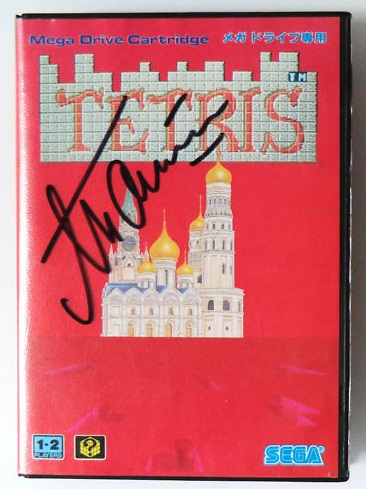 Mega Drive Cartridge メガドライブ専用
TETRIS TM
1-2
PLAYERS
SEGA